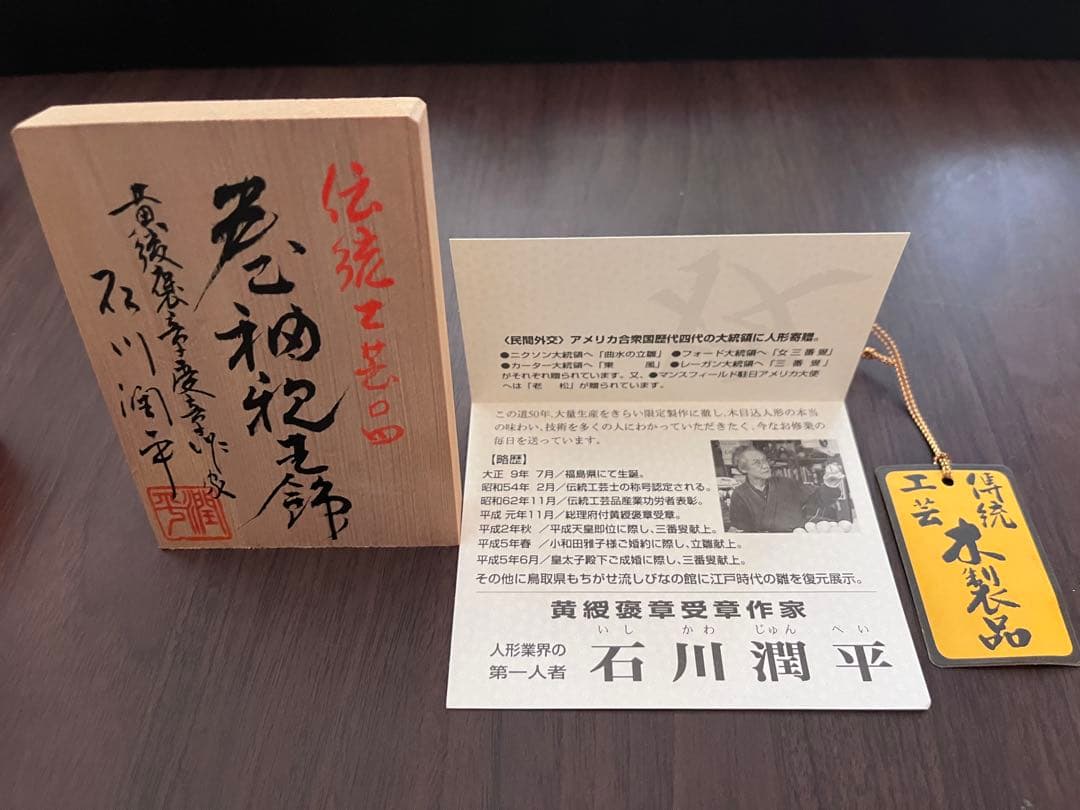 伝統工芸品
巻袖親王飾
黄綬褒章受章作家
石川潤平
潤平
〈民間外交〉アメリカ合衆国歴代四代の大統領に人形寄贈。
●ニクソン大統領へ「曲水の立雛」 ●フォード大統領へ「女三番叟」
●カーター大統領へ「東　　風」 ●レーガン大統領へ「三番叟」
がそれぞれ贈られています。又、●マンスフィールド駐日アメリカ大使
へは「老　松」が贈られています。
この道50年、大量生産をきらい限定製作に徹し、木目込人形の本当
の味わい、技術を多くの人にわかっていただきたく、今なお修業の
毎日を送っています。
【略歴】
大正 9年 7月／福島県にて生誕。
昭和54年 2月／伝統工芸士の称号認定される。
昭和62年11月／伝統工芸品産業功労者表彰。
平成 元年11月／総理府付黄綬褒章受章。
平成2年秋 ／平成天皇即位に際し、三番叟献上。
平成5年春 ／小和田雅子様ご婚約に際し、立雛献上。
平成5年6月／皇太子殿下ご成婚に際し、三番叟献上。
その他に鳥取県もちがせ流しびなの館に江戸時代の雛を復元展示。
黄綬褒章受章作家
人形業界の
第一人者
いし かわ じゅん ぺい
石川潤平
傳統
工芸
木製品